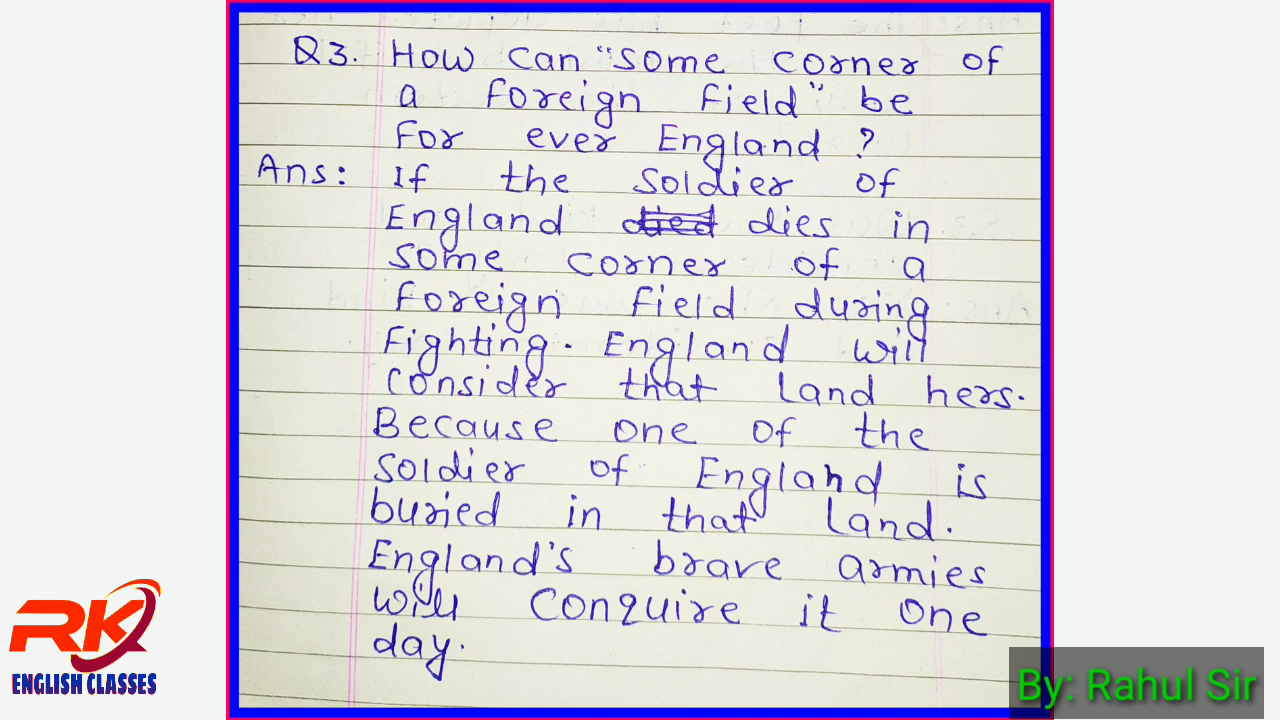 Q3. How can "some corner of
a foreign field" be
for ever England ?
Ans: If the soldier of
England died dies in
some corner of a
foreign field during
fighting. England will
consider that land hers.
Because one of the
soldier of England is
buried in that land.
England's brave armies
will conquire it one
day.
RK
ENGLISH CLASSES
By: Rahul Sir